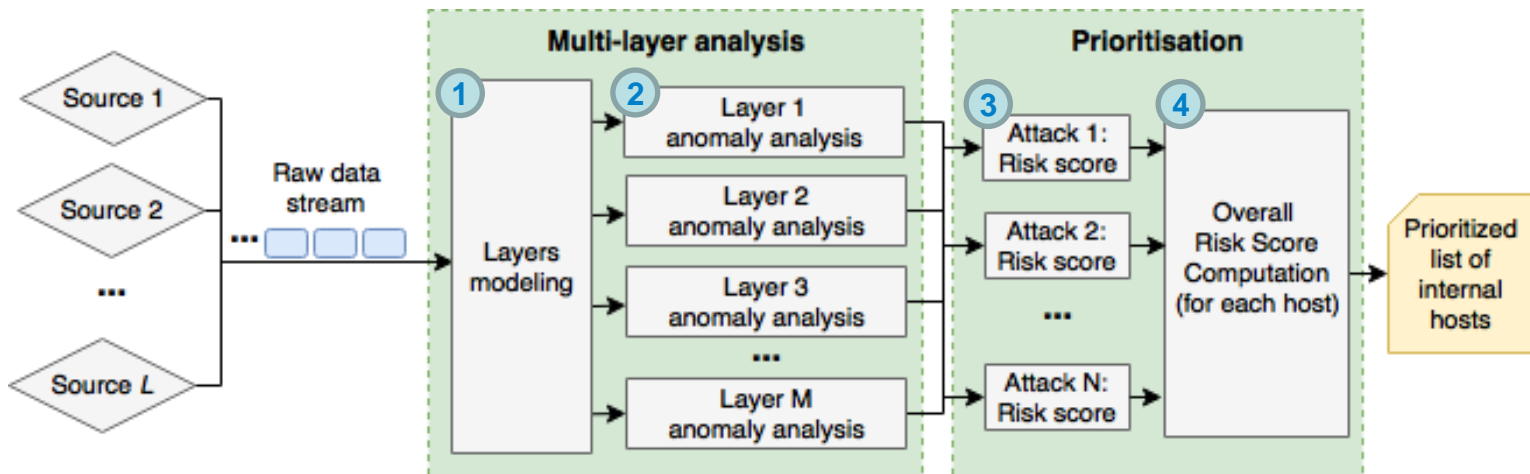 Multi-layer analysis
Prioritisation
Source 1
Source 2
...
Source L
Raw data
stream
...
1
Layers
modeling
2
Layer 1
anomaly analysis
Layer 2
anomaly analysis
Layer 3
anomaly analysis
...
Layer M
anomaly analysis
3
Attack 1:
Risk score
Attack 2:
Risk score
...
Attack N:
Risk score
4
Overall
Risk Score
Computation
(for each host)
Prioritized
list of
internal
hosts